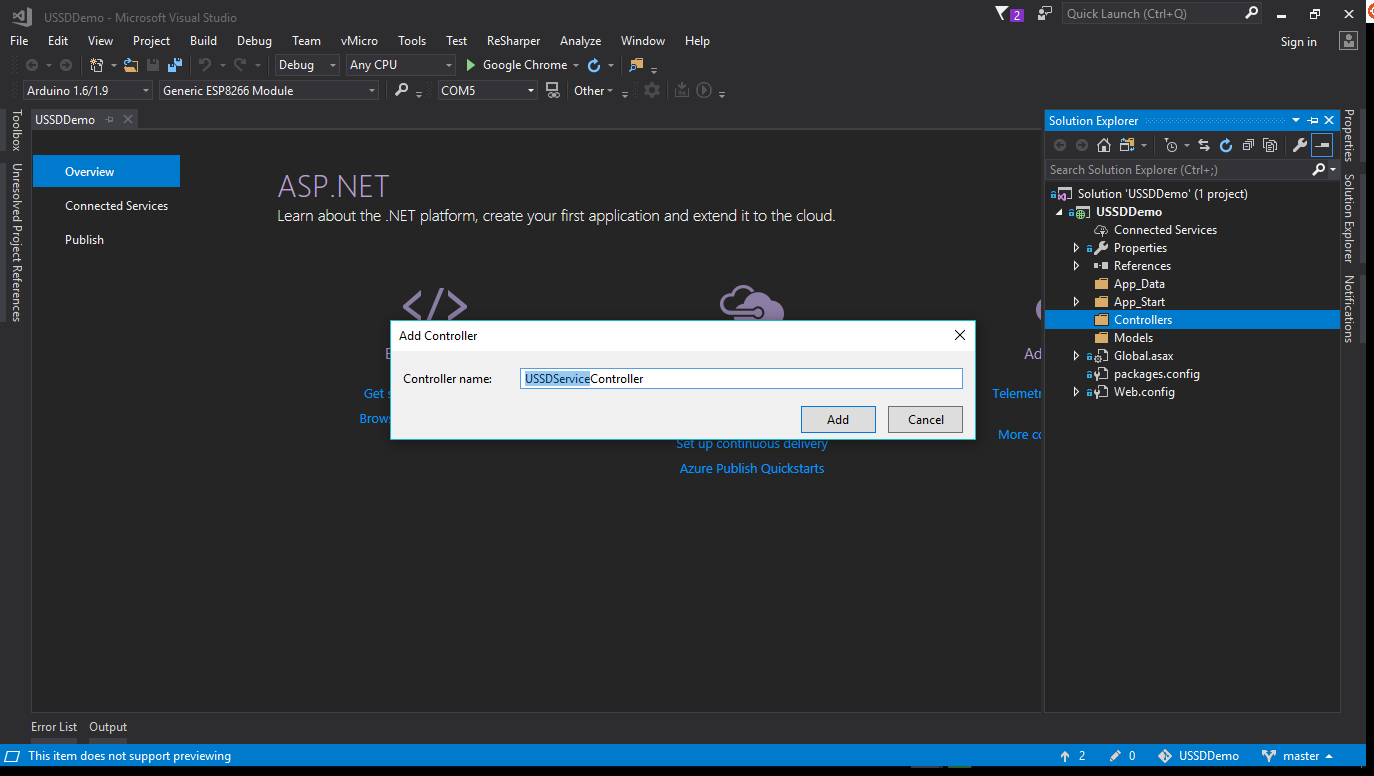 USSDDemo - Microsoft Visual Studio
2
Quick Launch (Ctrl+Q)
File Edit View Project Build Debug Team vMicro Tools Test ReSharper Analyze Window Help
Sign in
Debug Any CPU Google Chrome
Arduino 1.6/1.9 Generic ESP8266 Module COM5 Other
Toolbox
Unresolved Project References
USSDDemo
Overview
Connected Services
Publish
ASP.NET
Learn about the .NET platform, create your first application and extend it to the cloud.
Get
Brows
Ad
Telemetr
More co
Set up continuous delivery
Azure Publish Quickstarts
Add Controller
Controller name: USSDServiceController
Add Cancel
Solution Explorer
Search Solution Explorer (Ctrl+;)
Solution 'USSDDemo' (1 project)
USSDDemo
Connected Services
Properties
References
App_Data
App_Start
Controllers
Models
Global.asax
packages.config
Web.config
Properties
Solution Explorer
Notifications
Error List Output
This item does not support previewing
2 0 USSDDemo master